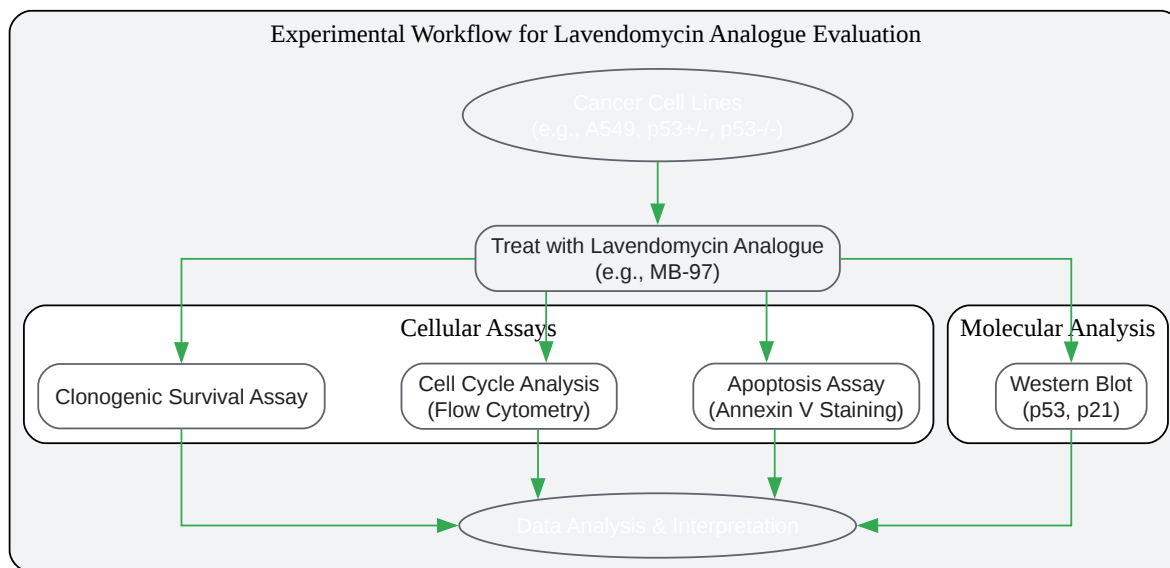 Experimental Workflow for Lavendomycin Analogue Evaluation
Cancer Cell Lines
(e.g., A549, p53+/-, p53-/-)
Treat with Lavendomycin Analogue
(e.g., MB-97)
Cellular Assays
Molecular Analysis
Clonogenic Survival Assay
Cell Cycle Analysis
(Flow Cytometry)
Apoptosis Assay
(Annexin V Staining)
Western Blot
(p53, p21)
Data Analysis & Interpretation